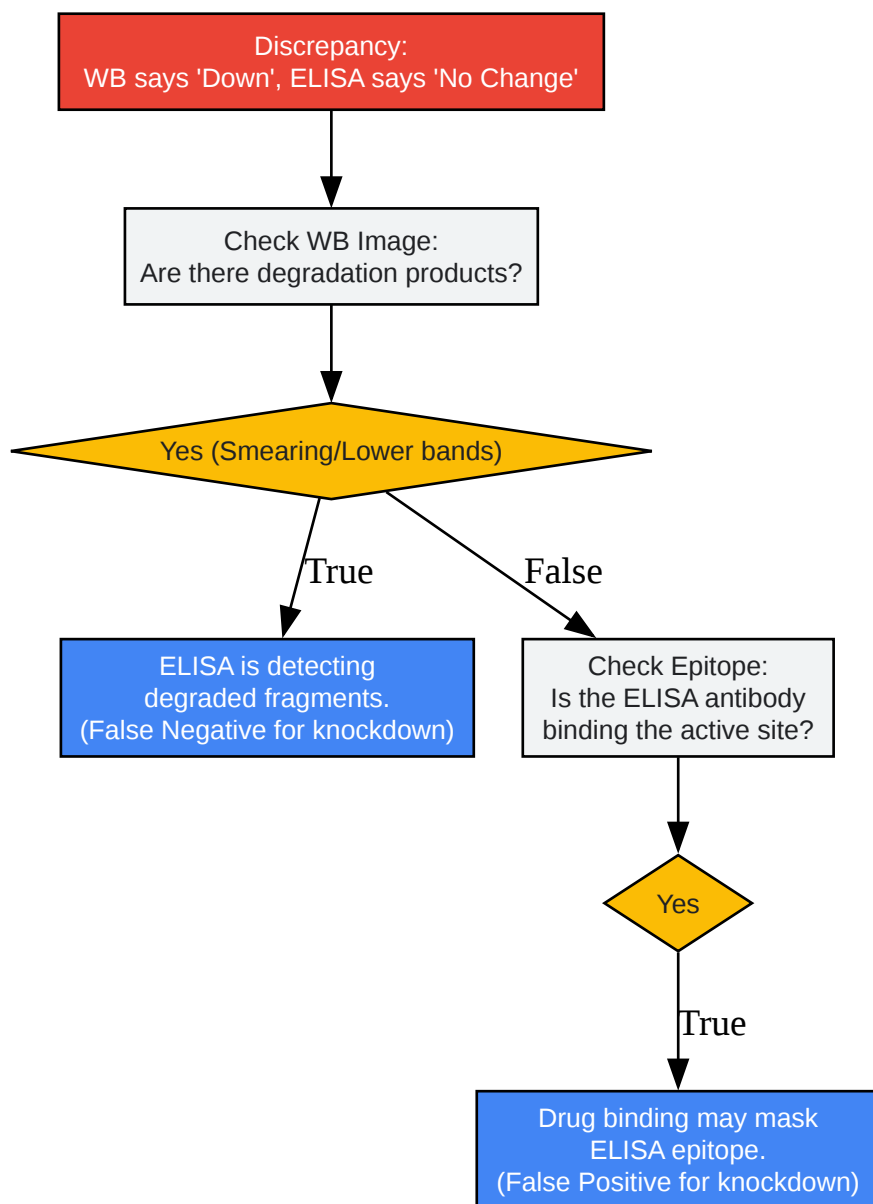 Discrepancy:
WB says 'Down', ELISA says 'No Change'
Check WB Image:
Are there degradation products?
Yes (Smearing/Lower bands)
True
False
ELISA is detecting
degraded fragments.
(False Negative for knockdown)
Check Epitope:
Is the ELISA antibody
binding the active site?
Yes
True
Drug binding may mask
ELISA epitope.
(False Positive for knockdown)